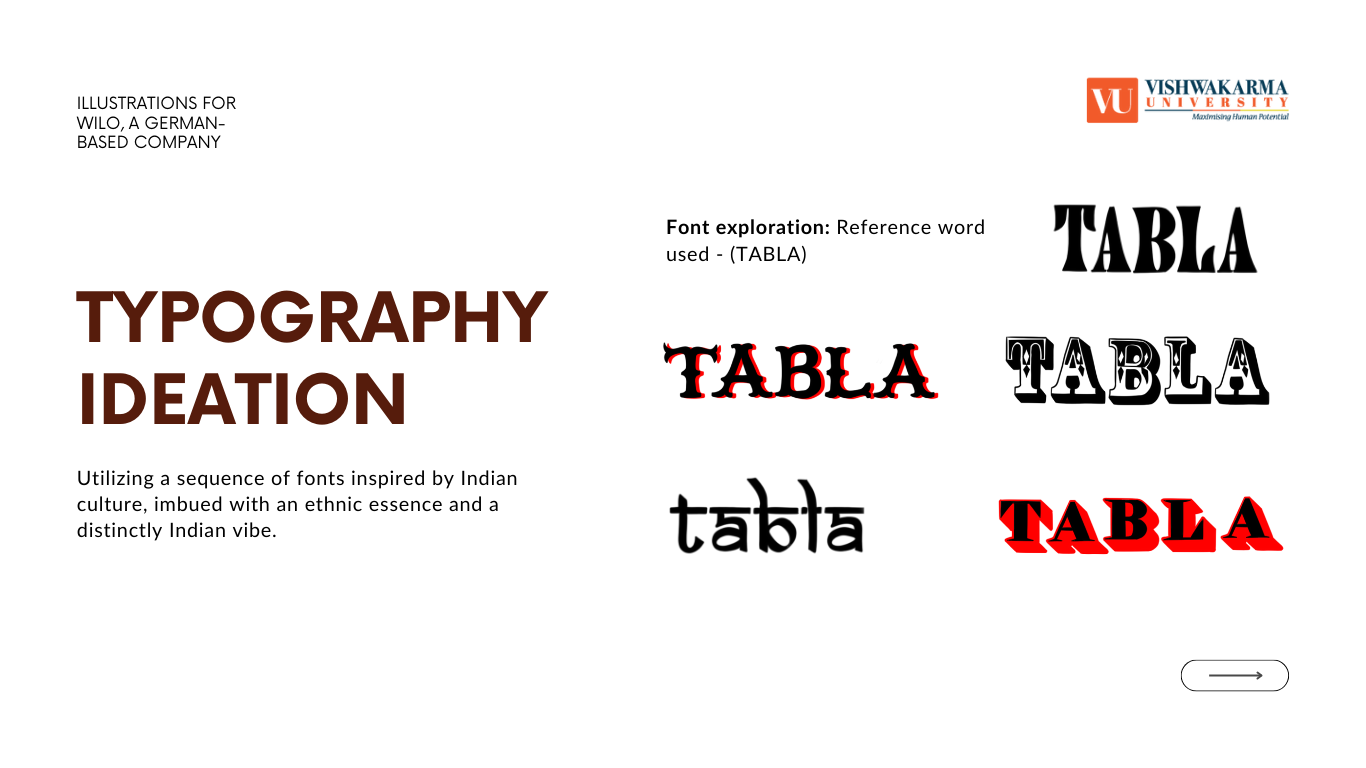 ILLUSTRATIONS FOR
WILO, A GERMAN-
BASED COMPANY
VU
VISHWAKARMA
UNIVERSITY
Maximising Human Potential
TYPOGRAPHY
IDEATION
Utilizing a sequence of fonts inspired by Indian
culture, imbued with an ethnic essence and a
distinctly Indian vibe.
Font exploration: Reference word
used - (TABLA)
TABLA
TABLA
TABLA
tabla
TABLA